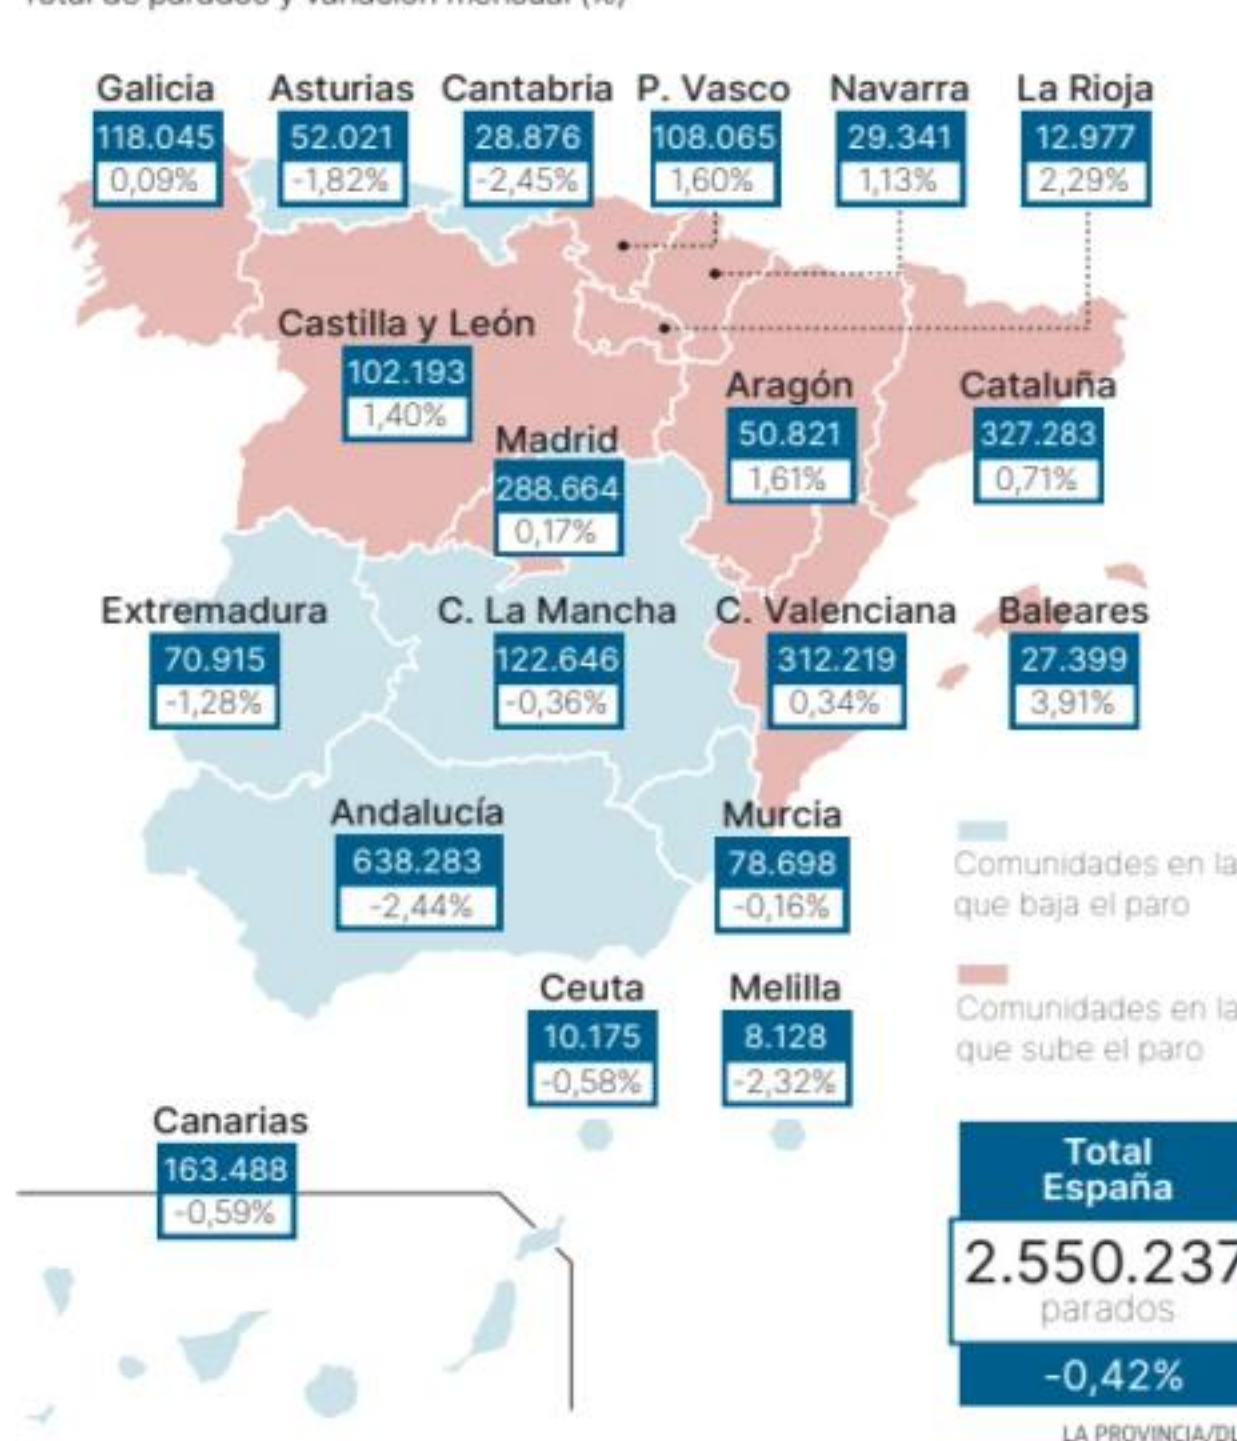 Total de parados y variación mensual (%)
Galicia
118.045
0,09%
Asturias
52.021
-1,82%
Cantabria
28.876
-2,45%
P. Vasco
108.065
1,60%
Navarra
29.341
1,13%
La Rioja
12.977
2,29%
Castilla y León
102.193
1,40%
Madrid
288.664
0,17%
Aragón
50.821
1,61%
Cataluña
327.283
0,71%
Extremadura
70.915
-1,28%
C. La Mancha
122.646
-0,36%
C. Valenciana
312.219
0,34%
Baleares
27.399
3,91%
Andalucía
638.283
-2,44%
Murcia
78.698
-0,16%
Comunidades en la
que baja el paro
Comunidades en la
que sube el paro
Ceuta
10.175
-0,58%
Melilla
8.128
-2,32%
Canarias
163.488
-0,59%
Total
España
2.550.237
parados
-0,42%
LA PROVINCIA/DL